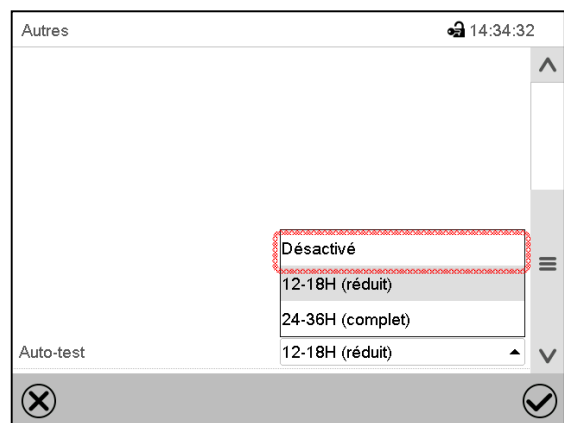 Autres 14:34:32
Désactivé
12-18H (réduit)
24-36H (complet)
Auto-test 12-18H (réduit)